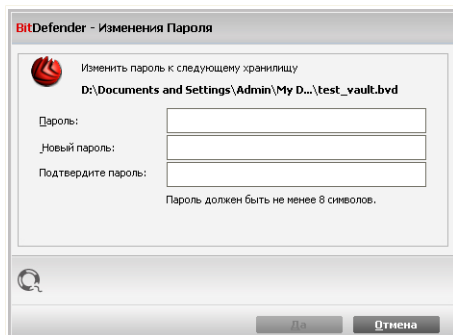 BitDefender - Изменения Пароля
Изменить пароль к следующему хранилищу
D:\Documents and Settings\Admin\My D...\test_vault.bvd
Пароль:
Новый пароль:
Подтвердите пароль:
Пароль должен быть не менее 8 символов.
Да Отмена